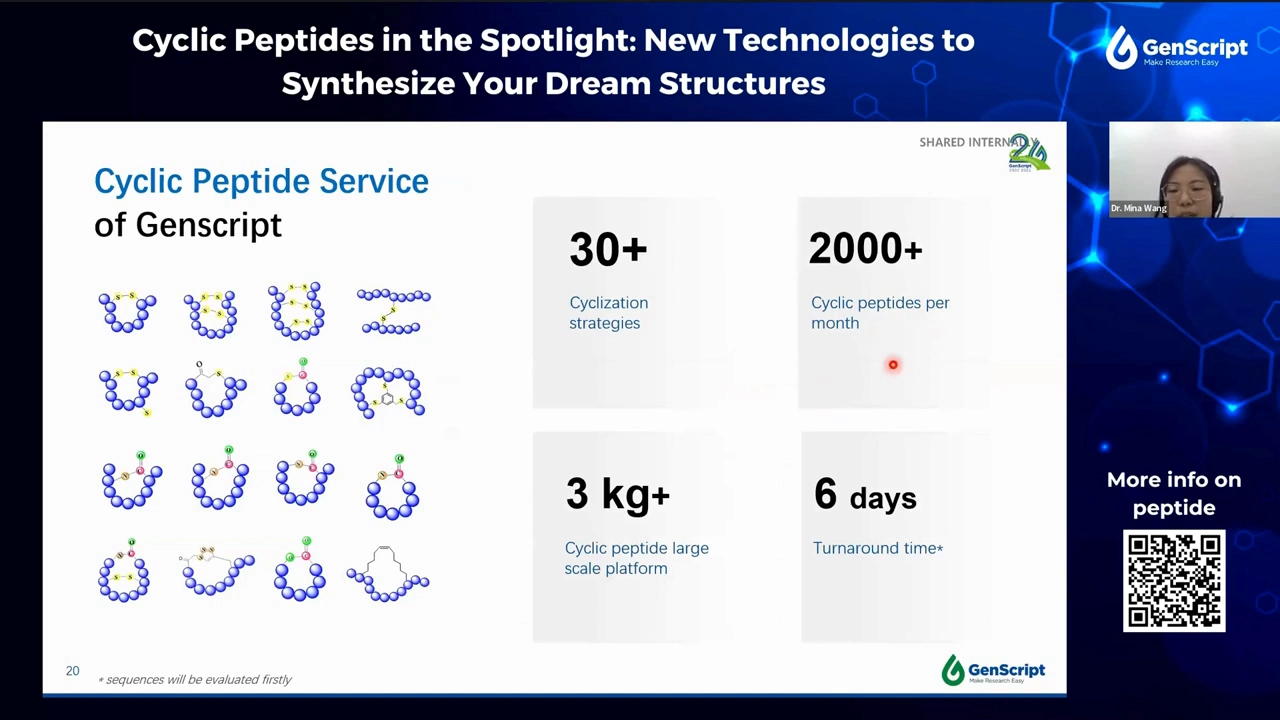 Cyclic Peptides in the Spotlight: New Technologies to
Synthesize Your Dream Structures
GenScript
Make Research Easy
SHARED INTERNALLY
Cyclic Peptide Service
of Genscript
30+
Cyclization
strategies
2000+
Cyclic peptides per
month
3 kg+
Cyclic peptide large
scale platform
6 days
Turnaround time*
Dr. Mina Wang
More info on
peptide
20
* sequences will be evaluated firstly
GenScript
Make Research Easy